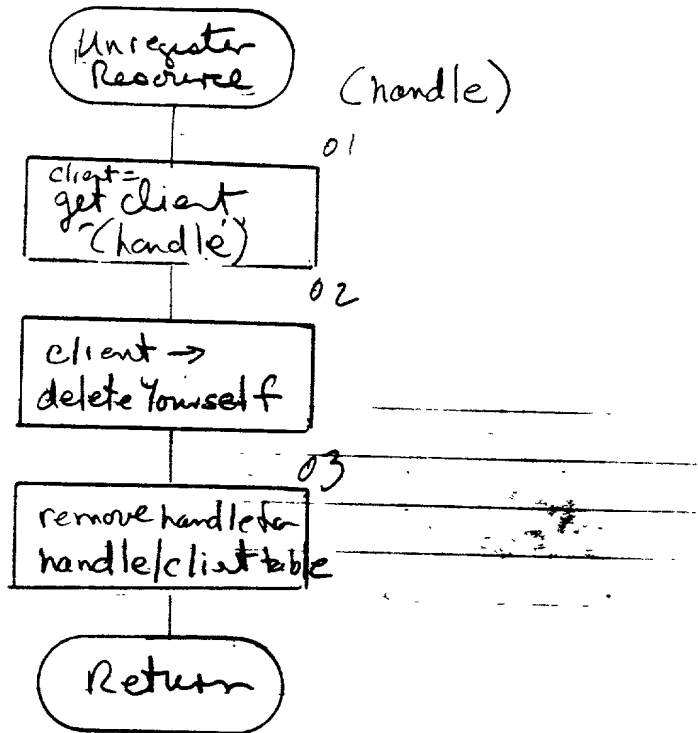 Unregister
Resource
(handle)
01
client =
get client
(handle)
02
client →
delete Yourself
03
remove handle for
handle/client table
Return